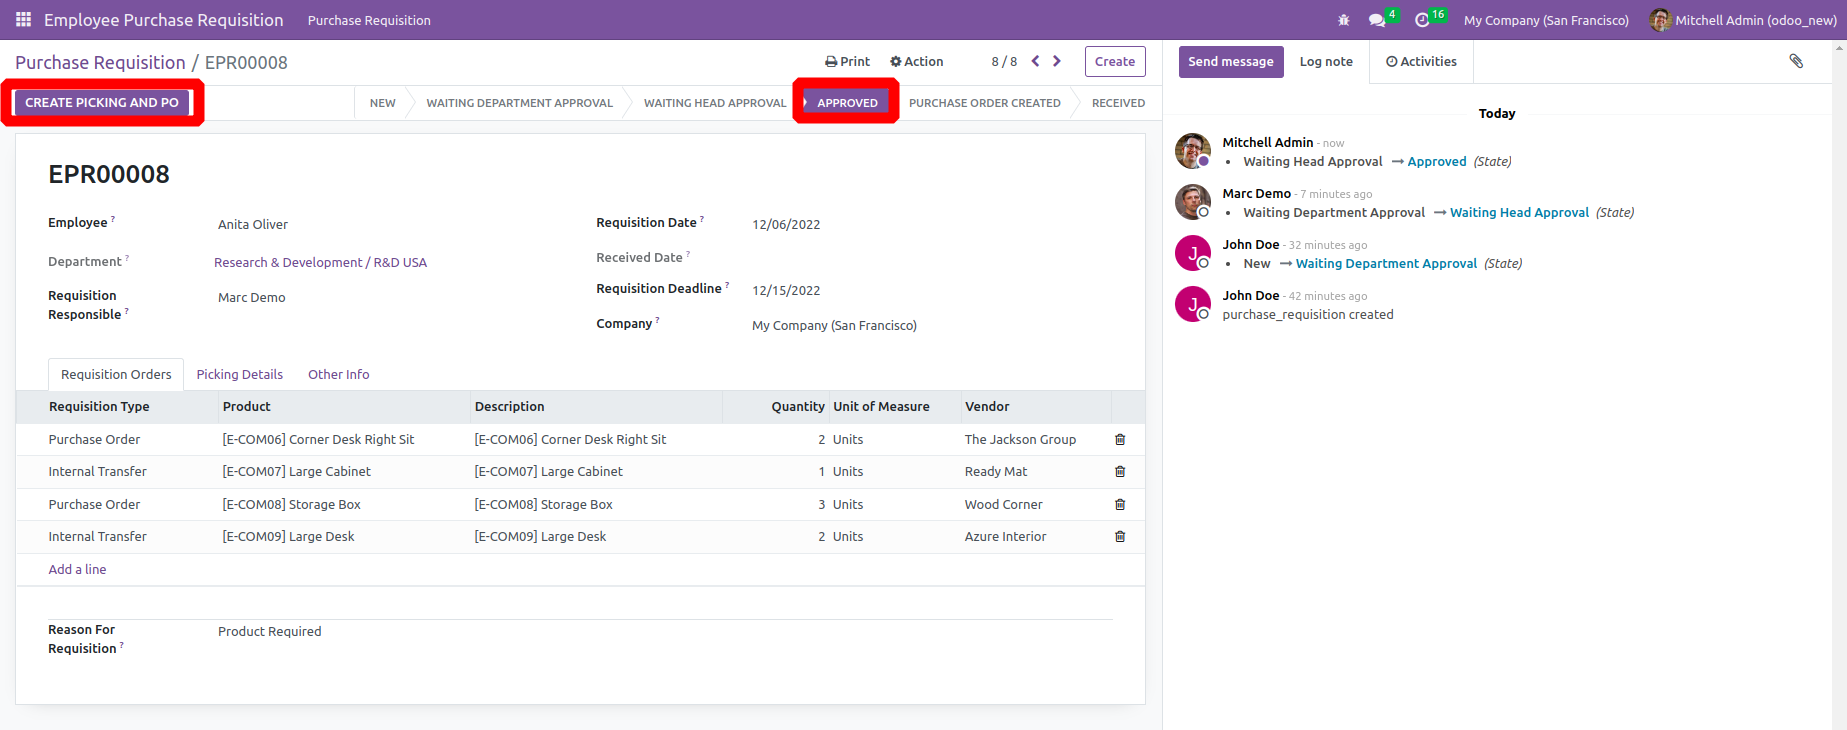 Employee Purchase Requisition Purchase Requisition 4 16 My Company (San Francisco) Mitchell Admin (odoo_new)
Purchase Requisition / EPR00008 Print Action 8 / 8 Create
CREATE PICKING AND PO NEW WAITING DEPARTMENT APPROVAL WAITING HEAD APPROVAL APPROVED PURCHASE ORDER CREATED RECEIVED
EPR00008
Employee ? Anita Oliver
Department ? Research & Development / R&D USA
Requisition
Responsible ? Marc Demo
Requisition Date ? 12/06/2022
Received Date ?
Requisition Deadline ? 12/15/2022
Company ? My Company (San Francisco)
Requisition Orders Picking Details Other Info
Requisition Type Product Description Quantity Unit of Measure Vendor
Purchase Order [E-COM06] Corner Desk Right Sit [E-COM06] Corner Desk Right Sit 2 Units The Jackson Group
Internal Transfer [E-COM07] Large Cabinet [E-COM07] Large Cabinet 1 Units Ready Mat
Purchase Order [E-COM08] Storage Box [E-COM08] Storage Box 3 Units Wood Corner
Internal Transfer [E-COM09] Large Desk [E-COM09] Large Desk 2 Units Azure Interior
Add a line
Reason For
Requisition ? Product Required
Send message Log note Activities
Today
Mitchell Admin - now
• Waiting Head Approval → Approved (State)
Marc Demo - 7 minutes ago
• Waiting Department Approval → Waiting Head Approval (State)
J John Doe - 32 minutes ago
• New → Waiting Department Approval (State)
J John Doe - 42 minutes ago
purchase_requisition created